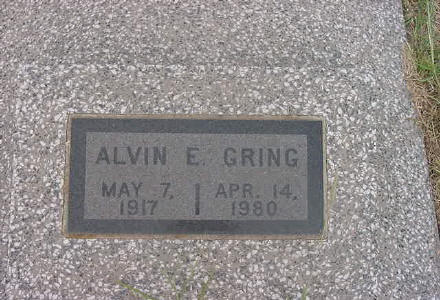 ALVIN E. GRING
MAY 7, | APR. 14,
1917 | 1980